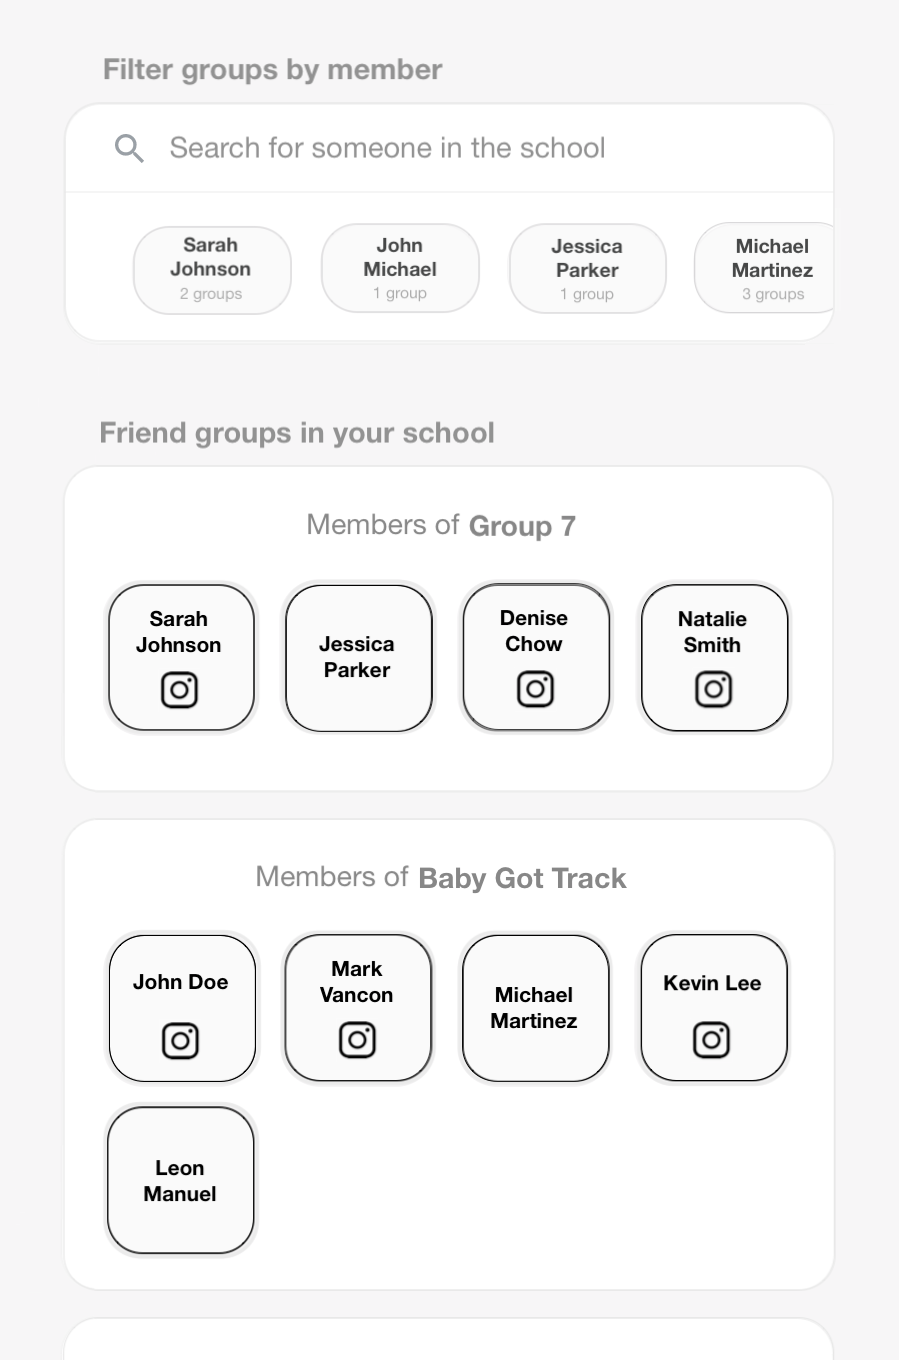 Filter groups by member
Search for someone in the school
Sarah
Johnson
2 groups
John
Michael
1 group
Jessica
Parker
1 group
Michael
Martinez
3 groups
Friend groups in your school
Members of Group 7
Sarah
Johnson
Jessica
Parker
Denise
Chow
Natalie
Smith
Members of Baby Got Track
John Doe
Mark
Vancon
Michael
Martinez
Kevin Lee
Leon
Manuel